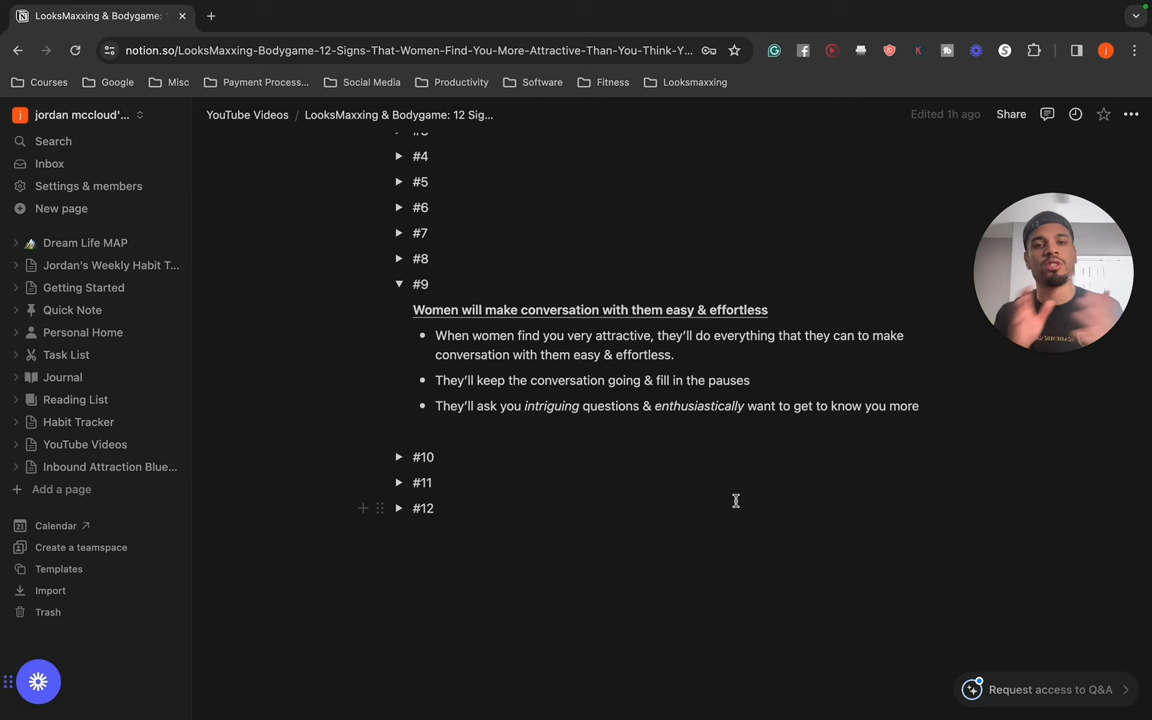 LooksMaxxing & Bodygame:
notion.so/LooksMaxxing-Bodygame-12-Signs-That-Women-Find-You-More-Attractive-Than-You-Think-Y...
Courses
Google
Misc
Payment Process...
Social Media
Productivity
Software
Fitness
Looksmaxxing
jordan mccloud'...
YouTube Videos / LooksMaxxing & Bodygame: 12 Sig...
Edited 1h ago
Share
Search
Inbox
Settings & members
New page
Dream Life MAP
Jordan's Weekly Habit T...
Getting Started
Quick Note
Personal Home
Task List
Journal
Reading List
Habit Tracker
YouTube Videos
Inbound Attraction Blue...
Add a page
Calendar
Create a teamspace
Templates
Import
Trash
#4
#5
#6
#7
#8
#9
Women will make conversation with them easy & effortless
When women find you very attractive, they'll do everything that they can to make
conversation with them easy & effortless.
They'll keep the conversation going & fill in the pauses
They'll ask you intriguing questions & enthusiastically want to get to know you more
#10
#11
#12
Request access to Q&A